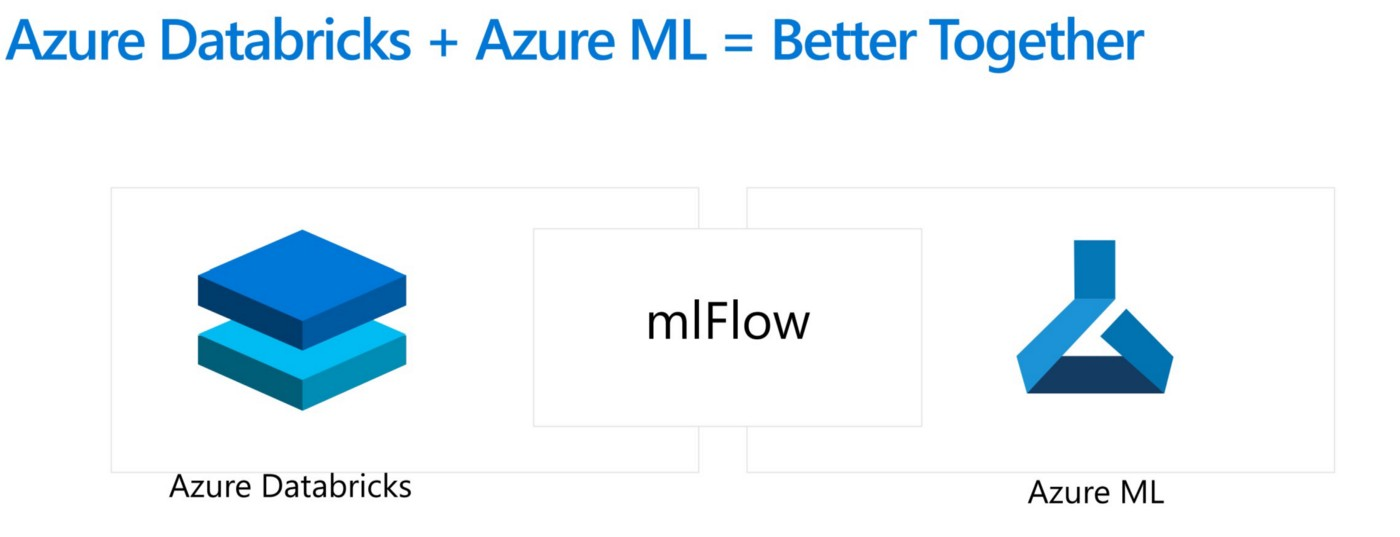 Azure Databricks + Azure ML = Better Together
mlFlow
Azure Databricks
Azure ML